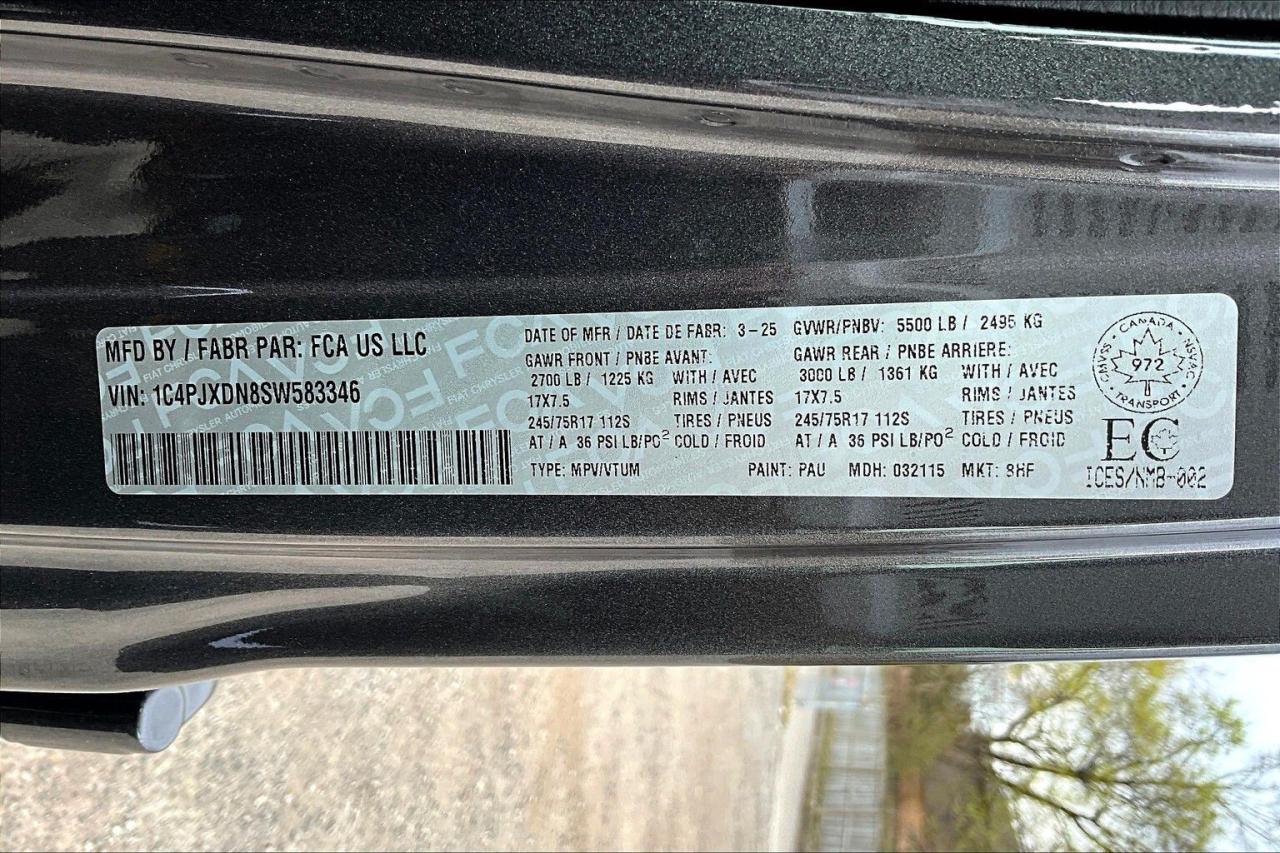 MFD BY / FABR PAR: FCA US LLC
VIN: 1C4PJXDN8SW583346
DATE OF MFR / DATE DE FABR: 3-25
GVWR/PNBV: 5500 LB / 2495 KG
GAWR FRONT / PNBE AVANT:
2700 LB / 1225 KG WITH / AVEC
17X7.5 RIMS / JANTES
245/75R17 112S TIRES / PNEUS
AT / A 36 PSI LB/PO² COLD / FROID
GAWR REAR / PNBE ARRIERE:
3000 LB / 1361 KG WITH / AVEC
17X7.5 RIMS / JANTES
245/75R17 112S TIRES / PNEUS
AT / A 36 PSI LB/PO² COLD / FROID
TYPE: MPV/VTUM PAINT: PAU MDH: 032115 MKT:
CANADA
CMVSS NSVAC
972
TRANSPORT
EC
ICES/NMB-002